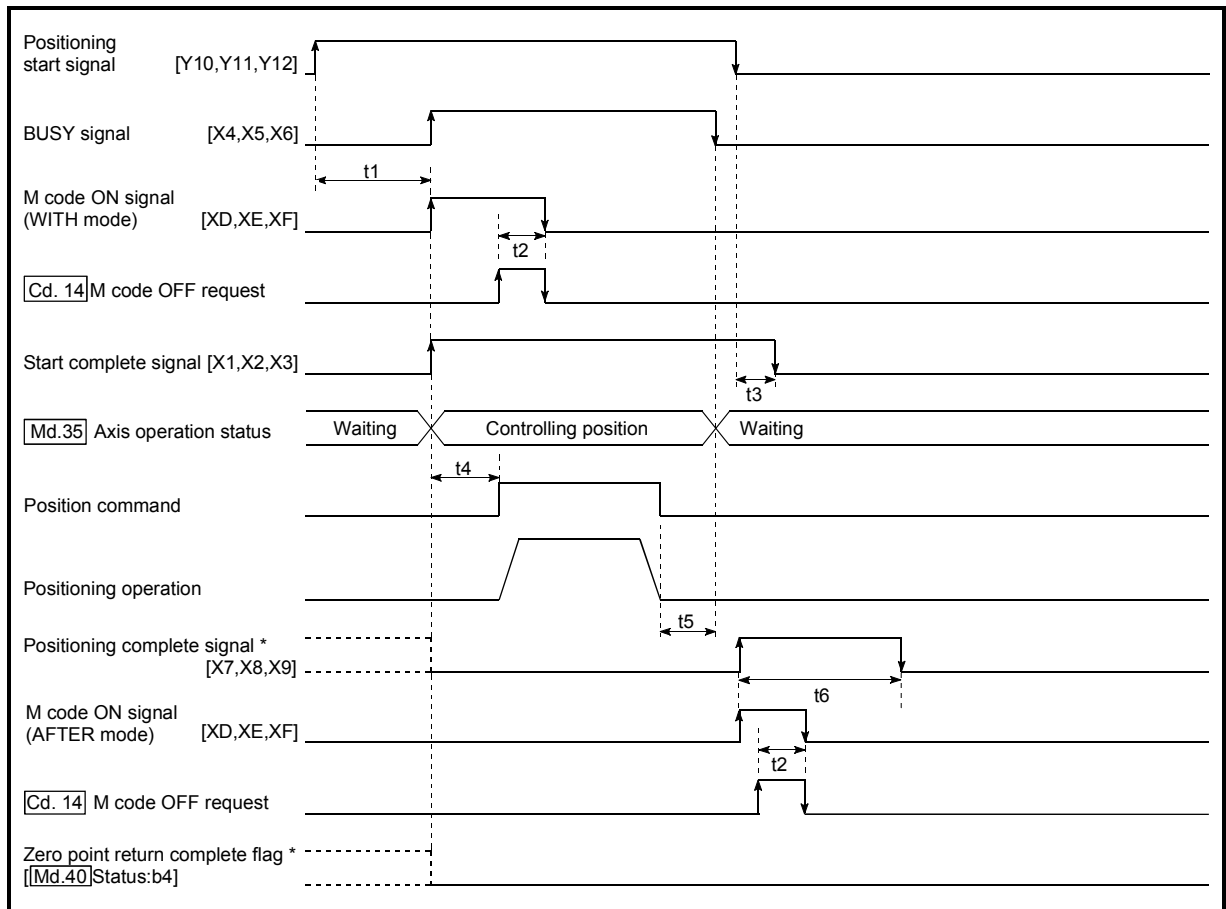 Positioning
start signal [Y10,Y11,Y12]
BUSY signal [X4,X5,X6]
t1
M code ON signal
(WITH mode) [XD,XE,XF]
t2
Cd. 14 M code OFF request
Start complete signal [X1,X2,X3]
t3
Md.35 Axis operation status Waiting Controlling position Waiting
t4
Position command
Positioning operation
t5
Positioning complete signal *
[X7,X8,X9]
t6
M code ON signal
(AFTER mode) [XD,XE,XF]
t2
Cd. 14 M code OFF request
Zero point return complete flag *
[Md.40 Status:b4]